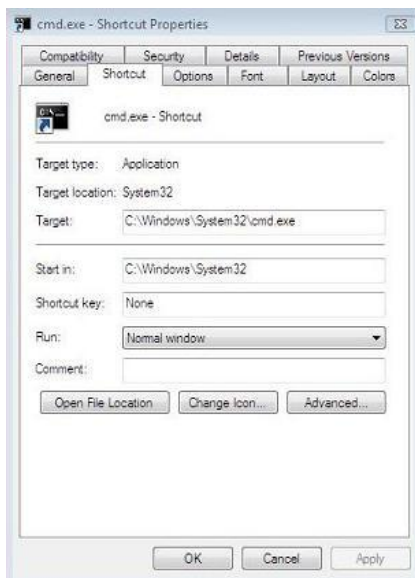 cmd.exe - Shortcut Properties
Compatibility Security Details Previous Versions
General Shortcut Options Font Layout Colors
cmd.exe - Shortcut
Target type: Application
Target location: System32
Target: C:\Windows\System32\cmd.exe
Start in: C:\Windows\System32
Shortcut key: None
Run: Normal window
Comment:
Open File Location Change Icon... Advanced...
OK Cancel Apply